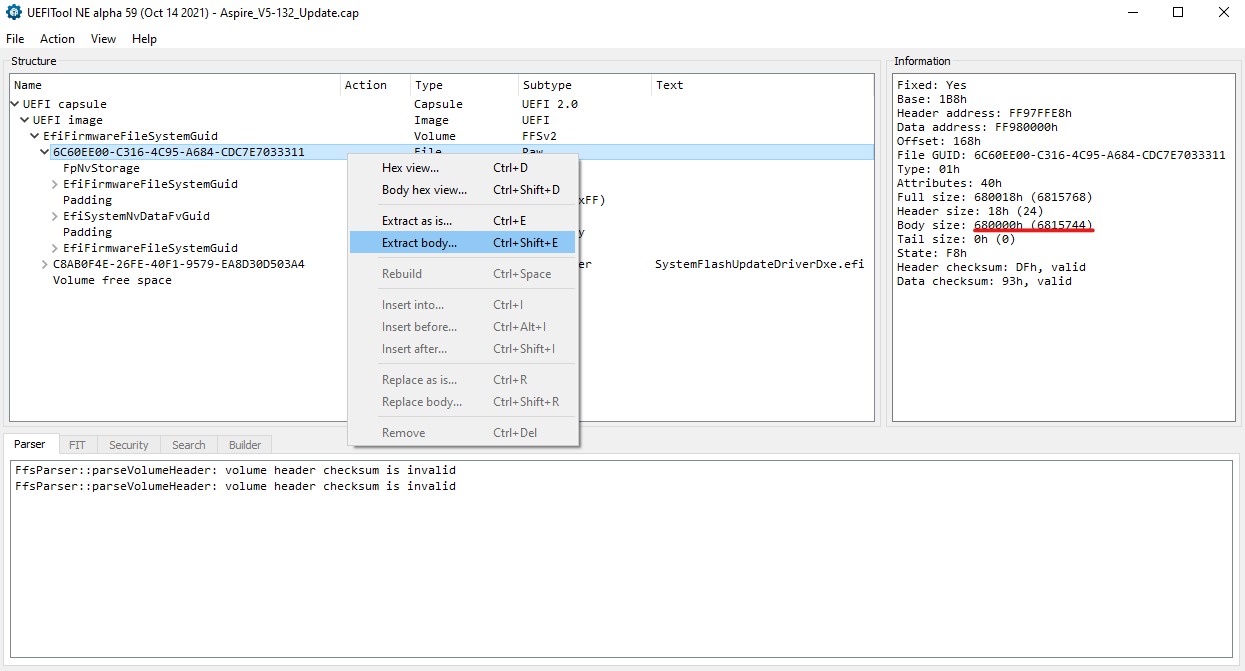 UEFITool NE alpha 59 (Oct 14 2021) - Aspire_V5-132_Update.cap
File Action View Help
Structure
Name Action Type Subtype Text
UEFI capsule Capsule UEFI 2.0
UEFI image Image UEFI
EfiFirmwareFileSystemGuid Volume FFSv2
6C60EE00-C316-4C95-A684-CDC7E7033311 File Raw
FpNvStorage
EfiFirmwareFileSystemGuid
Padding xFF)
EfiSystemNvDataFvGuid
Padding y
EfiFirmwareFileSystemGuid
C8AB0F4E-26FE-40F1-9579-EA8D30D503A4 er SystemFlashUpdateDriverDxe.efi
Volume free space
Hex view... Ctrl+D
Body hex view... Ctrl+Shift+D
Extract as is... Ctrl+E
Extract body... Ctrl+Shift+E
Rebuild Ctrl+Space
Insert into... Ctrl+I
Insert before... Ctrl+Alt+I
Insert after... Ctrl+Shift+I
Replace as is... Ctrl+R
Replace body... Ctrl+Shift+R
Remove Ctrl+Del
Information
Fixed: Yes
Base: 1B8h
Header address: FF97FFE8h
Data address: FF980000h
Offset: 168h
File GUID: 6C60EE00-C316-4C95-A684-CDC7E7033311
Type: 01h
Attributes: 40h
Full size: 680018h (6815768)
Header size: 18h (24)
Body size: 680000h (6815744)
Tail size: 0h (0)
State: F8h
Header checksum: DFh, valid
Data checksum: 93h, valid
Parser FIT Security Search Builder
FfsParser::parseVolumeHeader: volume header checksum is invalid
FfsParser::parseVolumeHeader: volume header checksum is invalid